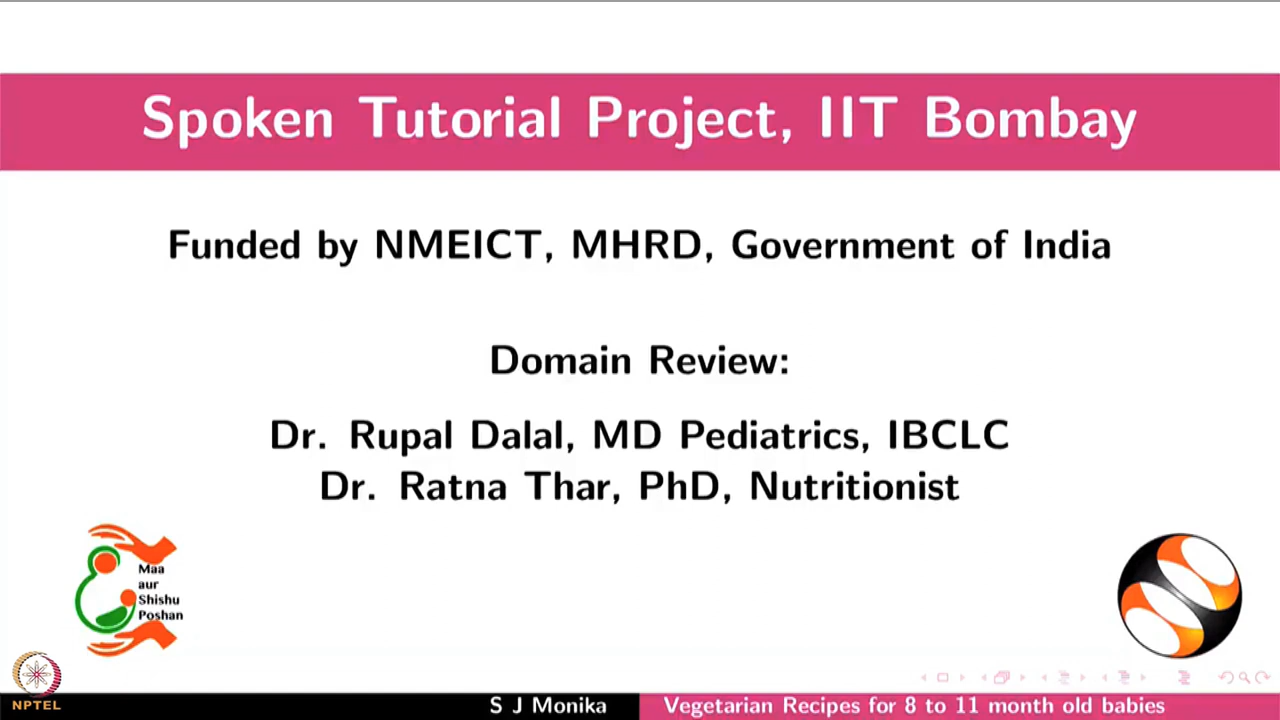 Spoken Tutorial Project, IIT Bombay
Funded by NMEICT, MHRD, Government of India
Domain Review:
Dr. Rupal Dalal, MD Pediatrics, IBCLC
Dr. Ratna Thar, PhD, Nutritionist
Maa
aur
Shishu
Poshan
NPTEL
S J Monika
Vegetarian Recipes for 8 to 11 month old babies